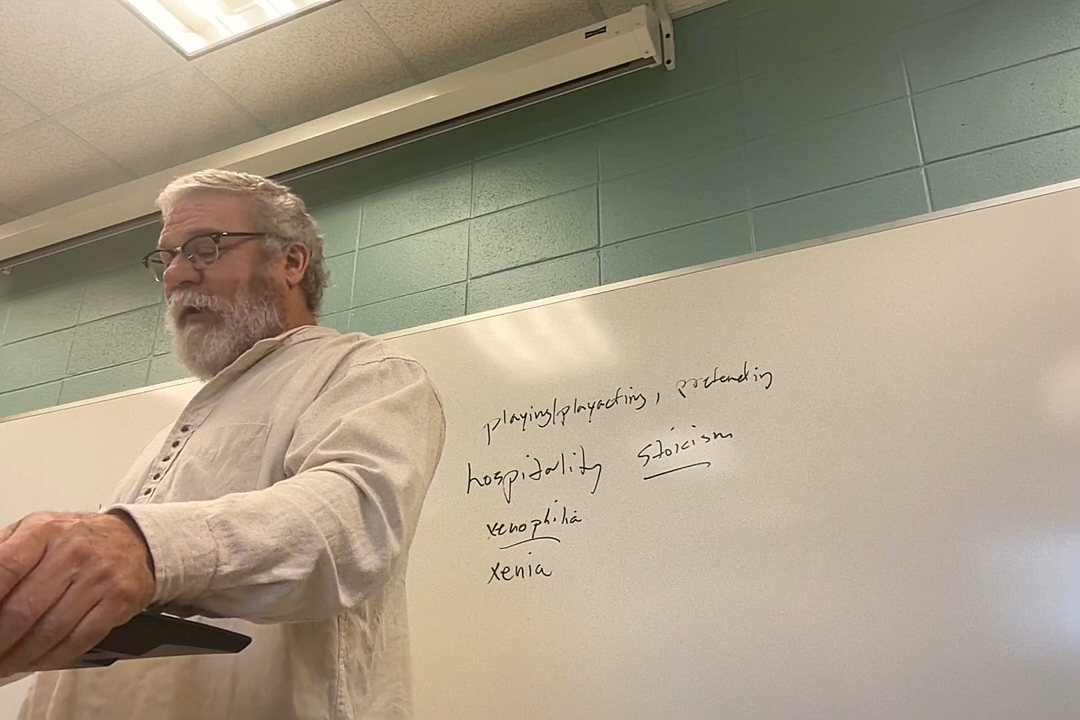 playing/playacting, pretending
hospitality stoicism
xenophilia
xenia